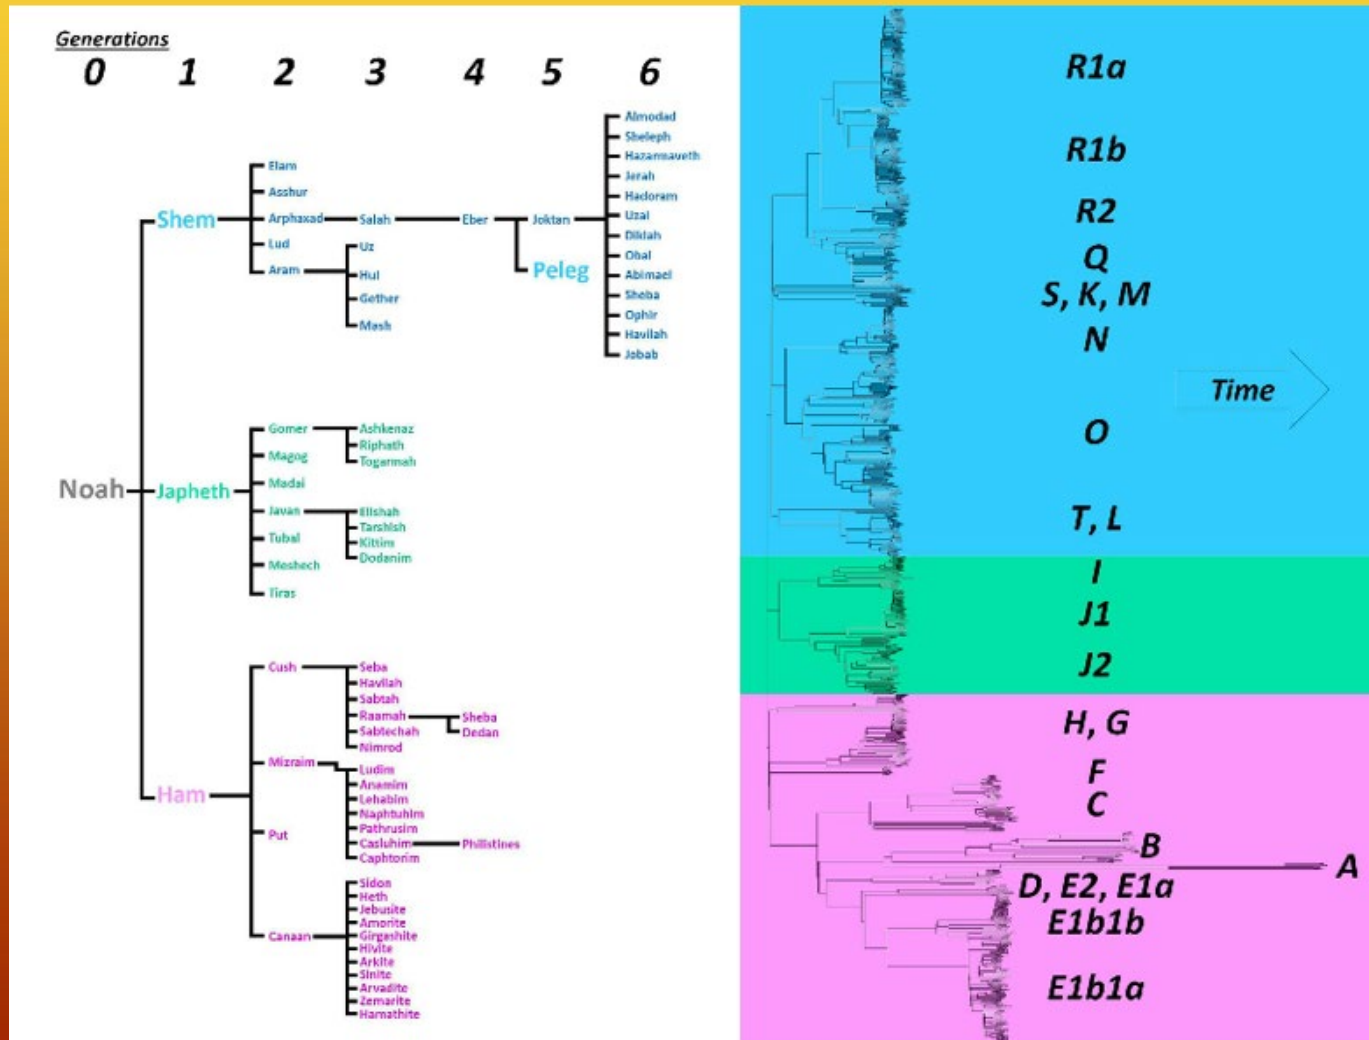 Generations
0 1 2 3 4 5 6
Almodad
Sheleph
Hazarmaveth
Jerah
Hadoram
Uzal
Diklah
Obal
Abimael
Sheba
Ophir
Havilah
Jobab
Elam
Asshur
Shem Arphaxad Salah Eber Joktan
Lud
Uz
Aram
Peleg
Hul
Gether
Mash
Gomer Ashkenaz
Riphath
Magog
Togarmah
Madai
Noah Japheth
Javan Elishah
Tarshish
Tubal
Kittim
Dodanim
Meshech
Tiras
Cush Seba
Havilah
Sabtah
Raamah Sheba
Sabtechah Dedan
Nimrod
Mizraim
Ludim
Anamim
Ham
Lehabim
Naphtuhim
Pathrusim
Put
Casluhim Philistines
Caphtorim
Sidon
Heth
Jebusite
Amorite
Canaan Girgashite
Hivite
Arkite
Sinite
Arvadite
Zemarite
Hamathite
R1a
R1b
R2
Q
S, K, M
N
Time
O
T, L
I
J1
J2
H, G
F
C
B
A
D, E2, E1a
E1b1b
E1b1a